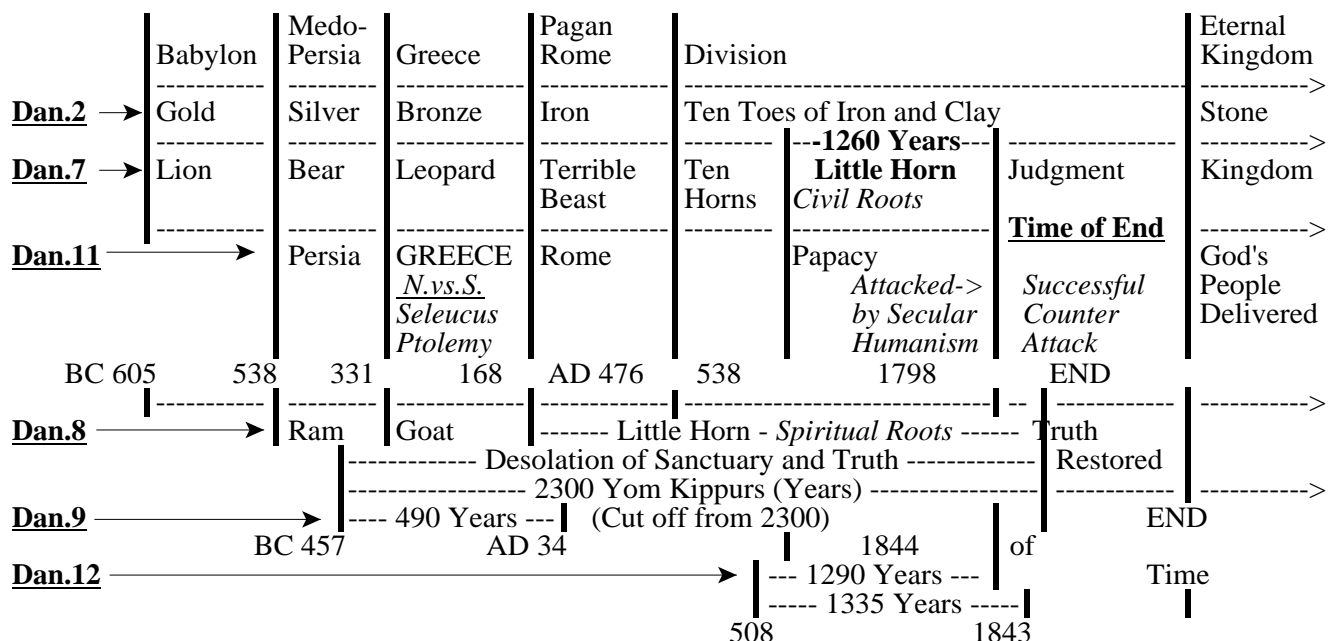 Medo- Pagan Eternal
Babylon Persia Greece Rome Division Kingdom
Dan.2 Gold Silver Bronze Iron Ten Toes of Iron and Clay Stone
-1260 Years
Dan.7 Lion Bear Leopard Terrible Ten Little Horn Judgment Kingdom
Beast Horns Civil Roots
Time of End
Dan.11 Persia GREECE Rome Papacy God's
N.vs.S. Attacked-> Successful People
Seleucus by Secular Counter Delivered
Ptolemy Humanism Attack
BC 605 538 331 168 AD 476 538 1798 END
Dan.8 Ram Goat ------- Little Horn - Spiritual Roots ------ Truth
------------- Desolation of Sanctuary and Truth -------------- Restored
------------------ 2300 Yom Kippurs (Years) -----------------
Dan.9 ---- 490 Years --- (Cut off from 2300) END
BC 457 AD 34 1844 of
Dan.12 --- 1290 Years --- Time
----- 1335 Years -----
508 1843